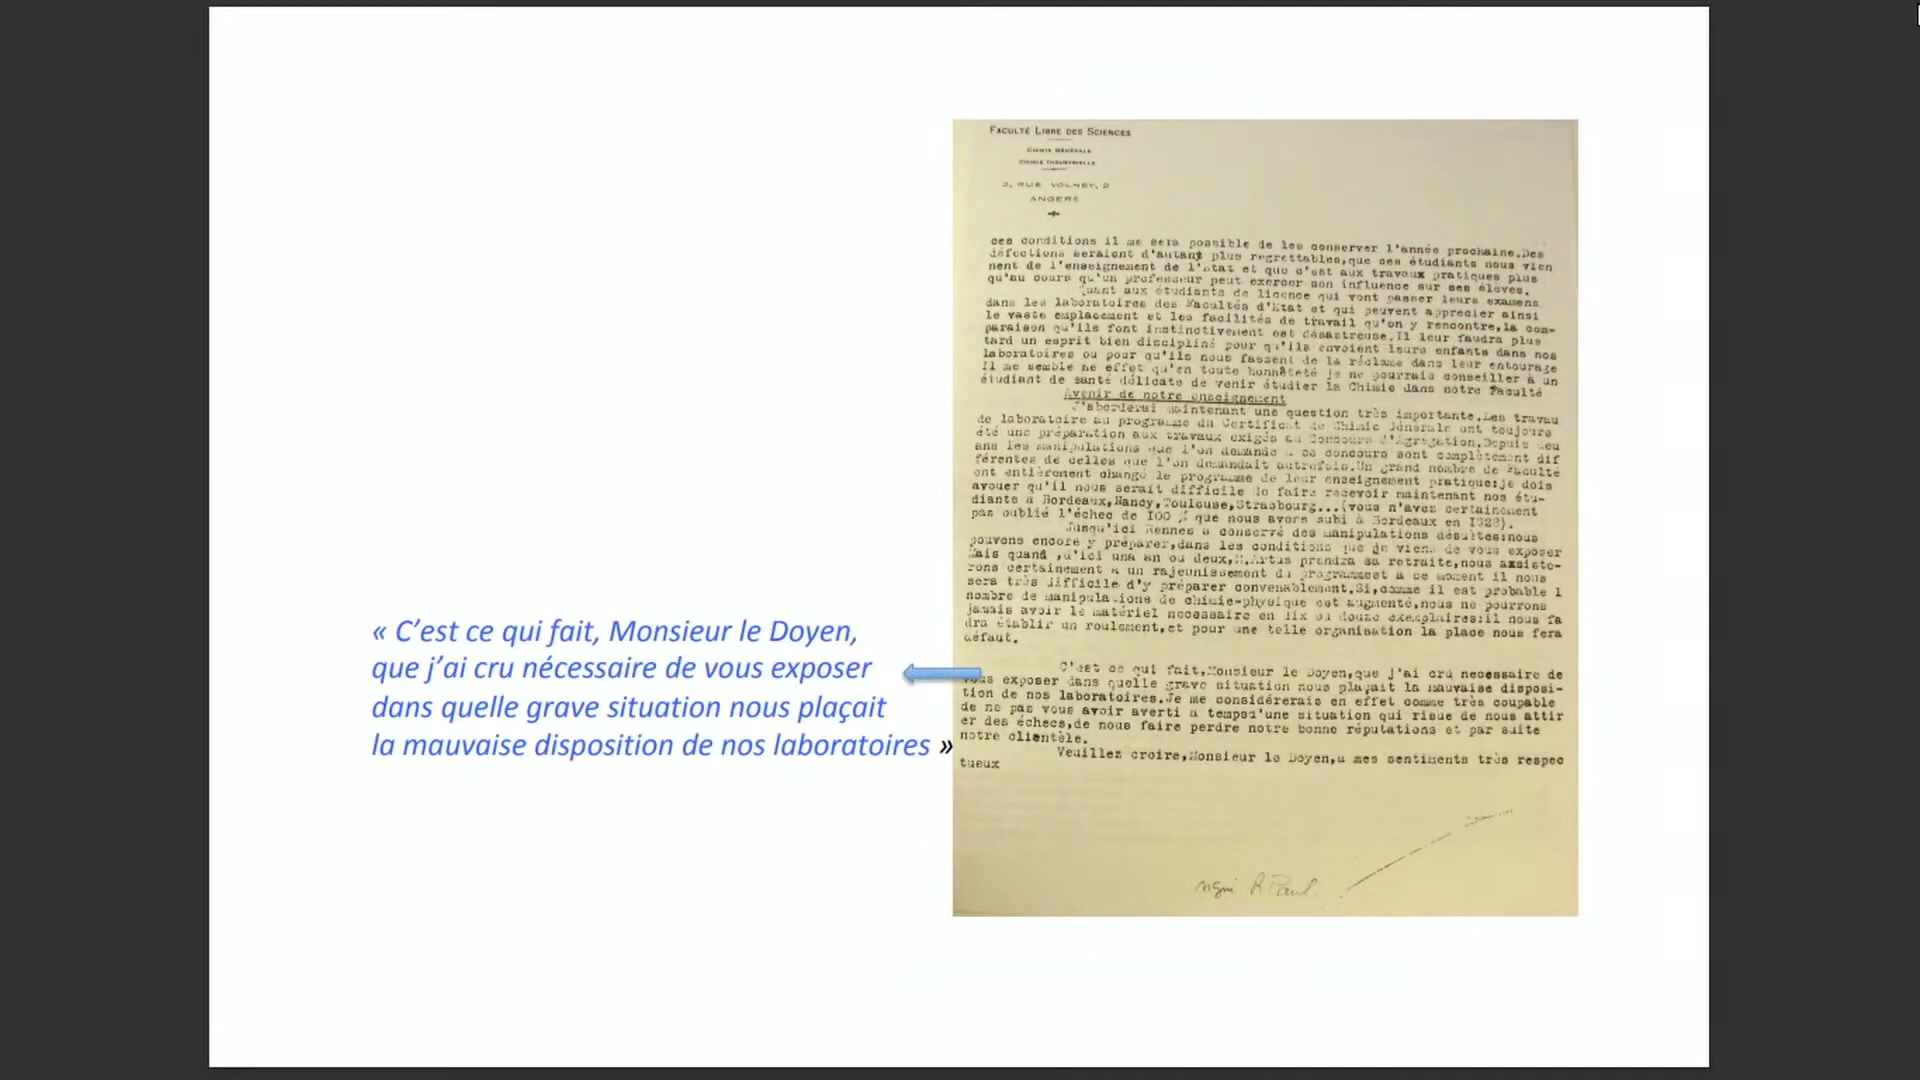 FACULTÉ LIBRE DES SCIENCES
CHIMIE GÉNÉRALE
CHIMIE INDUSTRIELLE
3, RUE VOLNEY, 3
ANGERS
ces conditions il me sera possible de les conserver l'année prochaine.Des
défections seraient d'autant plus regrettables,que ces étudiants nous vien
nent de l'enseignement de l'Etat et que c'est aux travaux pratiques plus
qu'au cours qu'un professeur peut exercer son influence sur ses élèves.
Quant aux étudiants de licence qui vont passer leurs examens
dans les laboratoires des Facultés d'Etat et qui peuvent apprecier ainsi
le vaste emplacement et les facilités de travail qu'on y rencontre,la com-
paraison qu'ils font instinctivement est désastreuse.Il leur faudra plus
tard un esprit bien discipliné pour qu'ils envoient leurs enfants dans nos
laboratoires ou pour qu'ils nous fassent de la réclame dans leur entourage
Il me semble ne effet qu'en toute honnêteté je ne pourrais conseiller à un
étudiant de santé délicate de venir étudier la Chimie dans notre Faculté
Avenir de notre enseignement
J'aborderai maintenant une question très importante.Les travau
de laboratoire au programme du Certificat de Chimie Générale ont toujours
été une préparation aux travaux exigés au Concours d'Agrégation.Depuis peu
ans les manipulations que l'on demande a ce concours sont complètement dif
férentes de celles que l'on demandait autrefois.Un grand nombre de Faculté
ont entièrement changé le programme de leur enseignement pratique:je dois
avouer qu'il nous serait difficile de faire recevoir maintenant nos étu-
diants a Bordeaux,Nancy,Toulouse,Strasbourg...(vous n'avez certainement
pas oublié l'échec de I00 % que nous avons subi à Bordeaux en 1928).
Jusqu'ici Rennes a conservé des manipulations désuètes:nous
pouvons encore y préparer,dans les conditions que je viens de vous exposer
Mais quand ,d'ici una an ou deux,M.Artus prendra sa retraite,nous assiste-
rons certainement a un rajeunissement du programmest a ce moment il nous
sera très difficile d'y préparer convenablement.Si,comme il est probable l
nombre de manipulations de chimie-physique est augmenté,nous ne pourrons
jamais avoir le matériel necessaire en dix ou douze exemplaires:il nous fa
dra établir un roulement,et pour une telle organisation la place nous fera
défaut.
C'est ce qui fait,Monsieur le Doyen,que j'ai cru necessaire de
vous exposer dans quelle grave situation nous plaçait la mauvaise disposi-
tion de nos laboratoires.Je me considérerais en effet comme très coupable
de ne pas vous avoir averti a tempsd'une situation qui risue de nous attir
er des échecs,de nous faire perdre notre bonne réputations et par suite
notre clientèle.
Veuillez croire,Monsieur le Doyen,a mes sentiments très respec
tueux
signé R Paul
« C'est ce qui fait, Monsieur le Doyen,
que j'ai cru nécessaire de vous exposer
dans quelle grave situation nous plaçait
la mauvaise disposition de nos laboratoires »